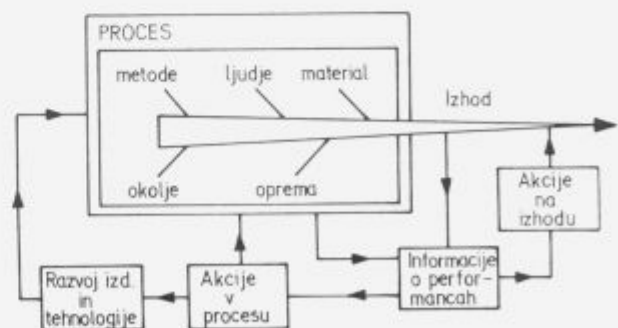 PROCES
metode
ljudje
material
Izhod
okolje
oprema
Akcije
na
izhodu
Razvoj izd.
in
tehnologije
Akcije
v
procesu
Informacije
o perfor-
mancah